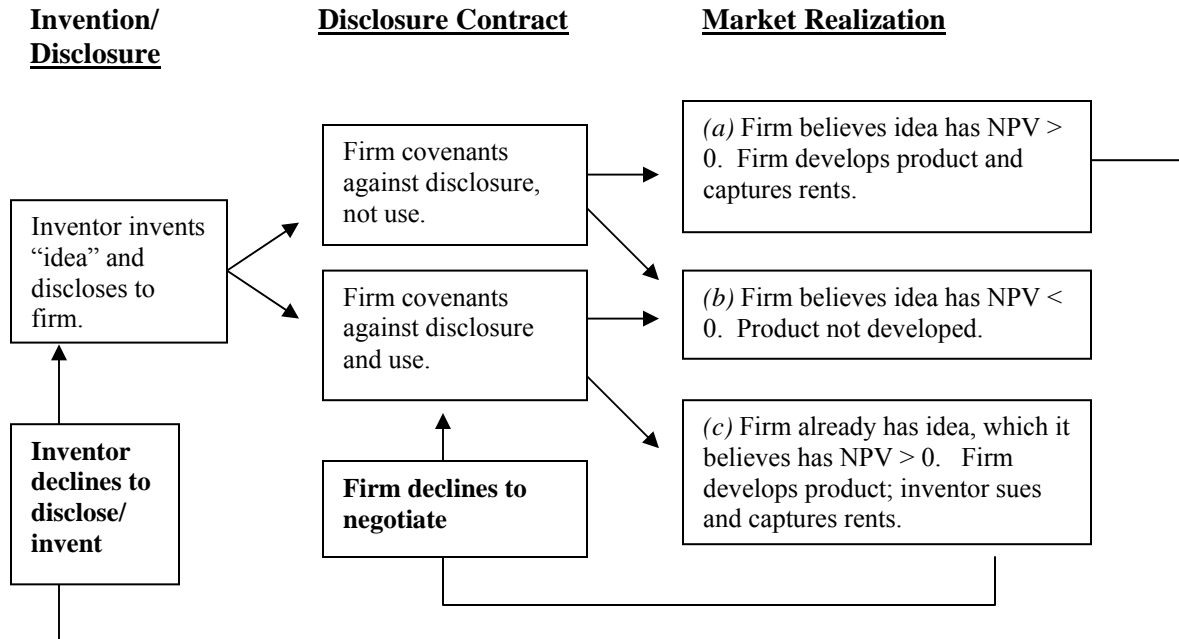 Invention/
Disclosure
Disclosure Contract
Market Realization
Inventor invents
“idea” and
discloses to
firm.
Inventor
declines to
disclose/
invent
Firm covenants
against disclosure,
not use.
Firm covenants
against disclosure
and use.
Firm declines to
negotiate
(a) Firm believes idea has NPV >
0.  Firm develops product and
captures rents.
(b) Firm believes idea has NPV <
0.  Product not developed.
(c) Firm already has idea, which it
believes has NPV > 0.   Firm
develops product; inventor sues
and captures rents.